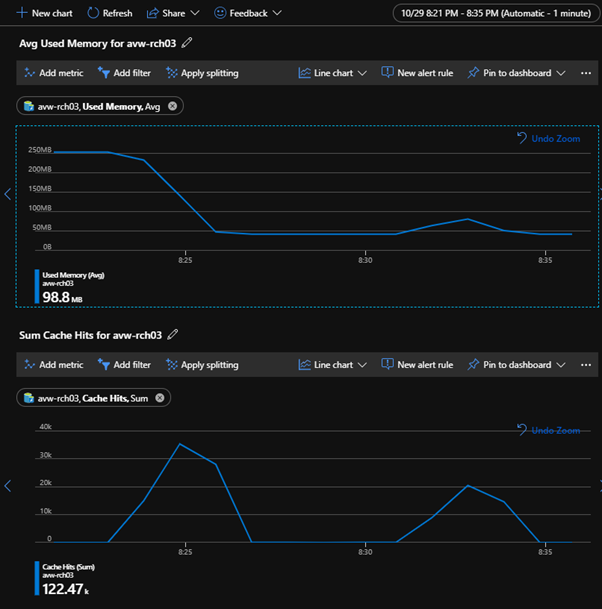 New chart Refresh Share Feedback 10/29 8:21 PM - 8:35 PM (Automatic - 1 minute)
Avg Used Memory for avw-rch03
Add metric Add filter Apply splitting Line chart New alert rule Pin to dashboard ...
avw-rch03, Used Memory, Avg
Undo Zoom
250MB
200MB
150MB
100MB
50MB
0B
8:25 8:30 8:35
Used Memory (Avg)
avw-rch03
98.8 MB
Sum Cache Hits for avw-rch03
Add metric Add filter Apply splitting Line chart New alert rule Pin to dashboard ...
avw-rch03, Cache Hits, Sum
40k
Undo Zoom
30k
20k
10k
0
8:25 8:30 8:35
Cache Hits (Sum)
avw-rch03
122.47 k